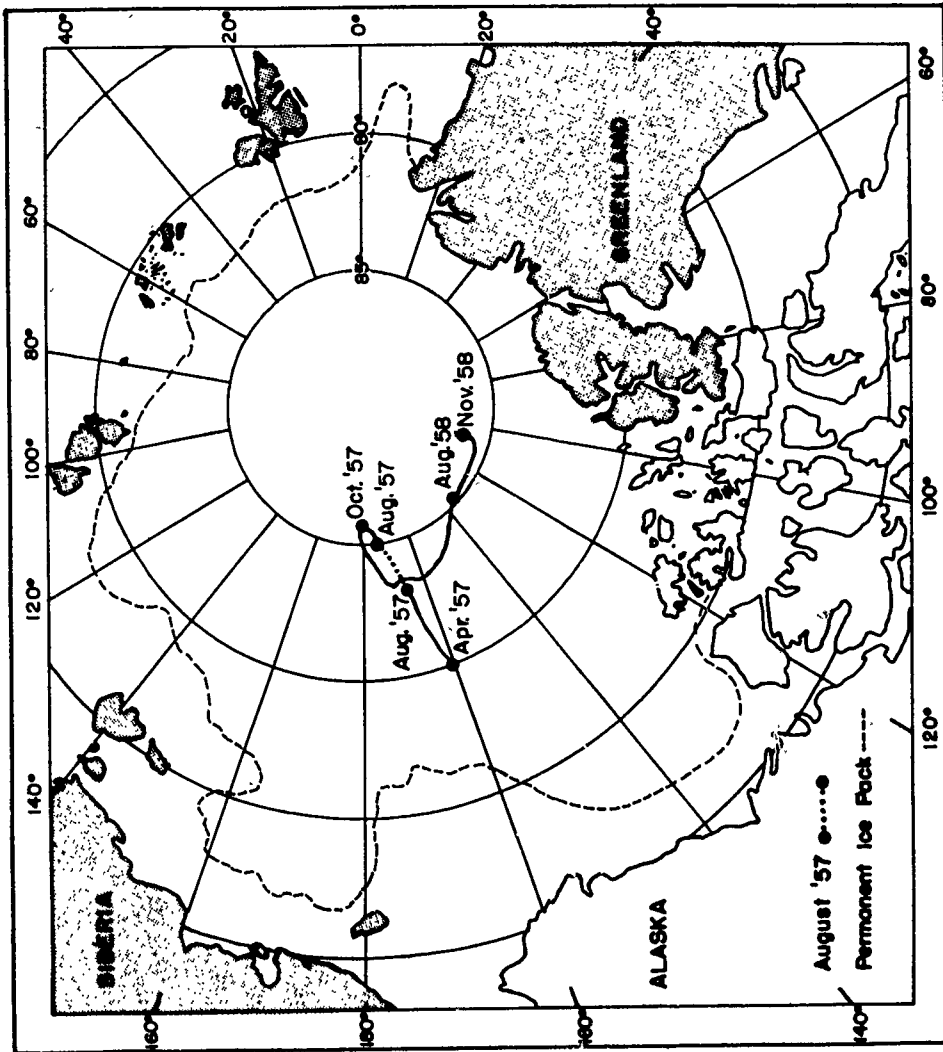 40°
20°
0°
20°
40°
60°
60°
80°
100°
120°
140°
160°
180°
160°
140°
80°
100°
120°
80°
85°
SIBERIA
GREENLAND
ALASKA
Oct. '57
Aug. '57
Aug. '57
Apr. '57
Aug. '58
Nov. '58
August '57
Permanent Ice Pack